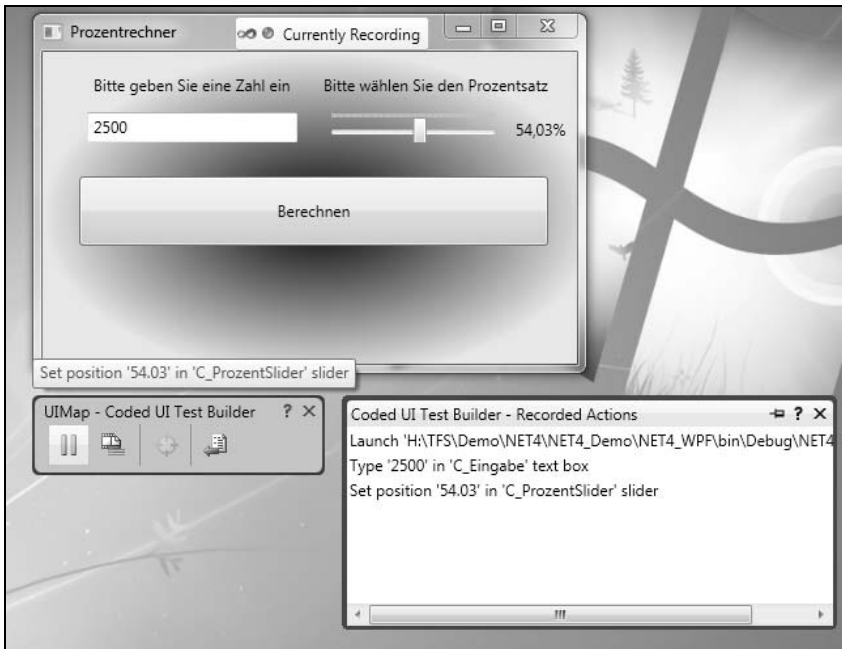 Prozentrechner
Currently Recording
Bitte geben Sie eine Zahl ein
Bitte wählen Sie den Prozentsatz
2500
54,03%
Berechnen
Set position '54.03' in 'C_ProzentSlider' slider
UIMap - Coded UI Test Builder ?
Coded UI Test Builder - Recorded Actions ?
Launch 'H:\TFS\Demo\NET4\NET4_Demo\NET4_WPF\bin\Debug\NET4
Type '2500' in 'C_Eingabe' text box
Set position '54.03' in 'C_ProzentSlider' slider